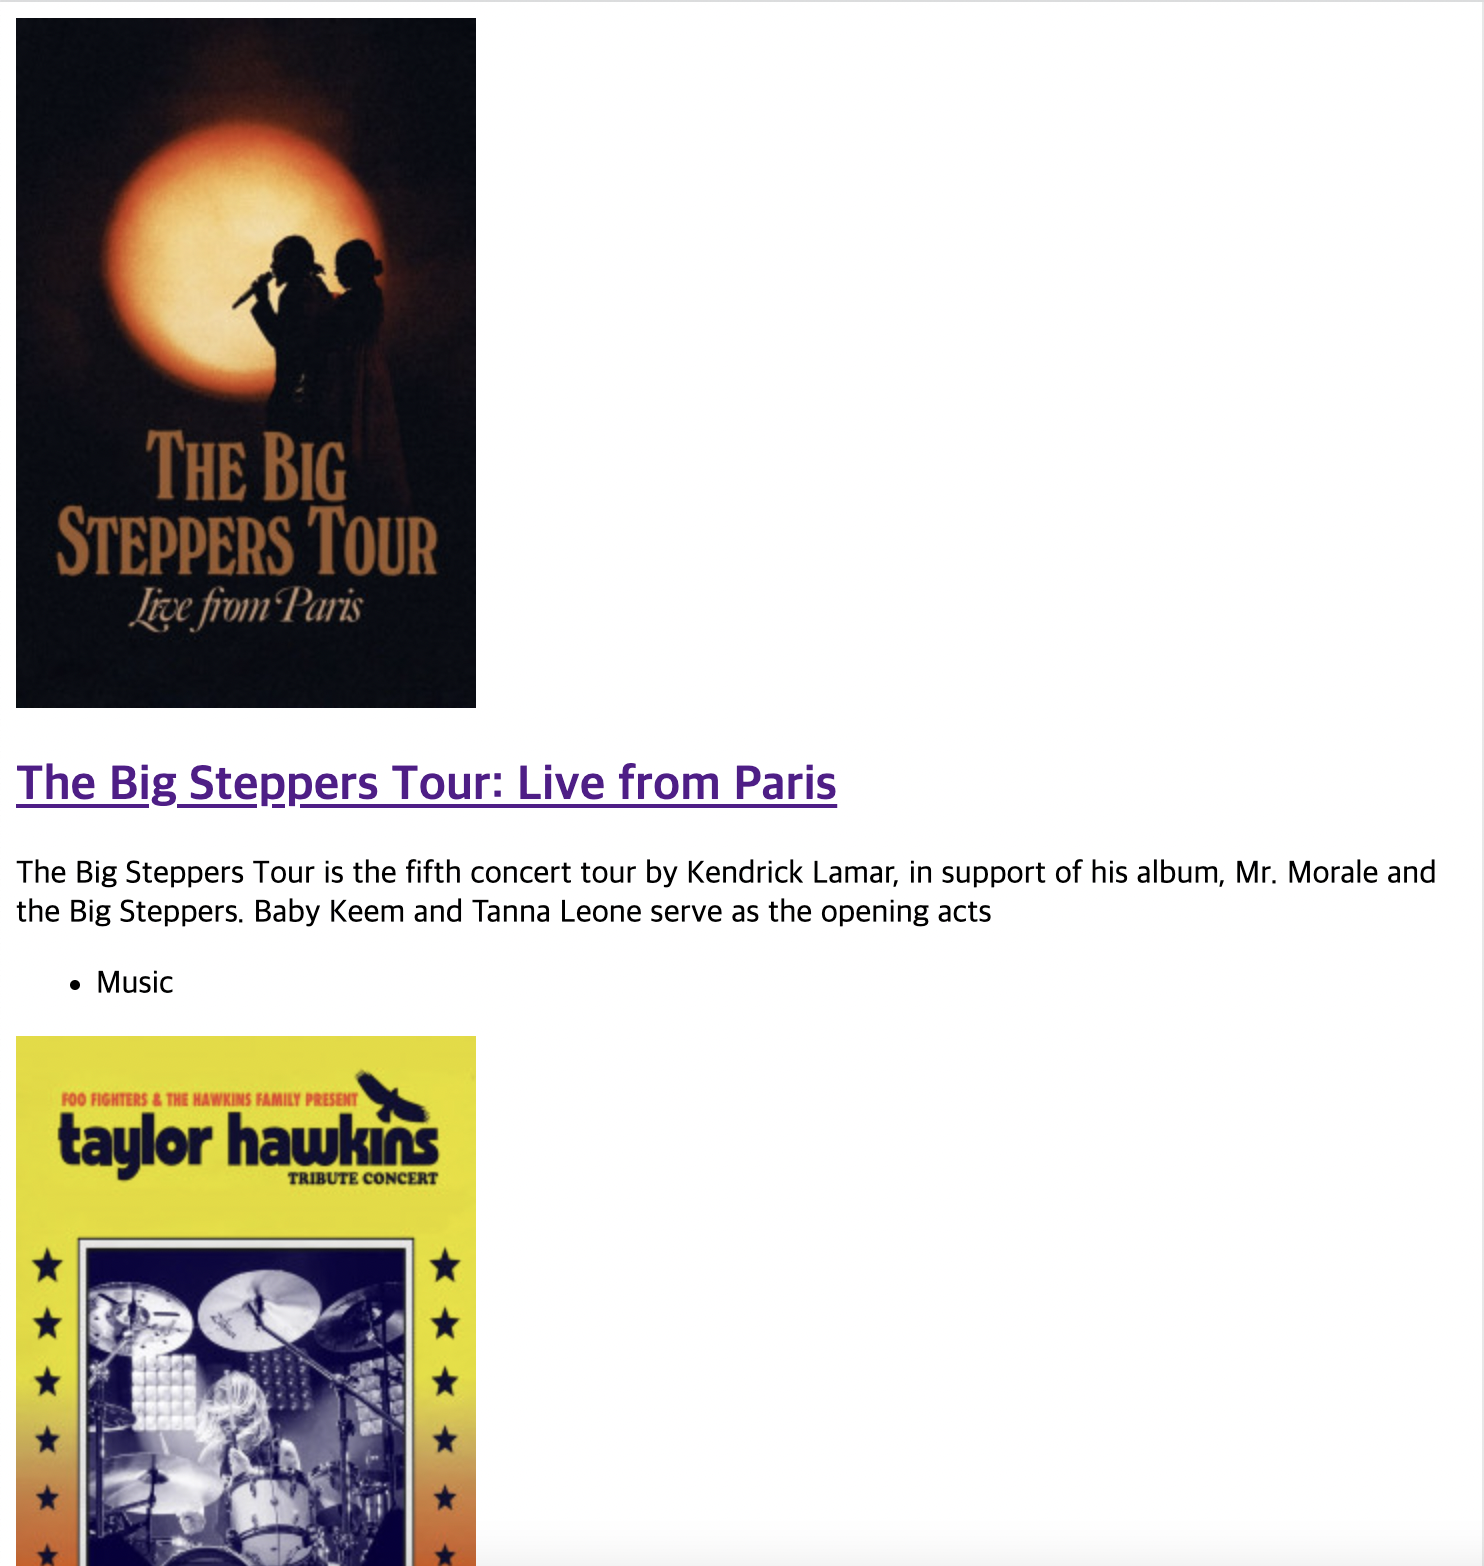 The Big
Steppers Tour
Live from Paris
The Big Steppers Tour: Live from Paris
The Big Steppers Tour is the fifth concert tour by Kendrick Lamar, in support of his album, Mr. Morale and
the Big Steppers. Baby Keem and Tanna Leone serve as the opening acts
• Music
FOO FIGHTERS & THE HAWKINS FAMILY PRESENT
taylor hawkins
TRIBUTE CONCERT